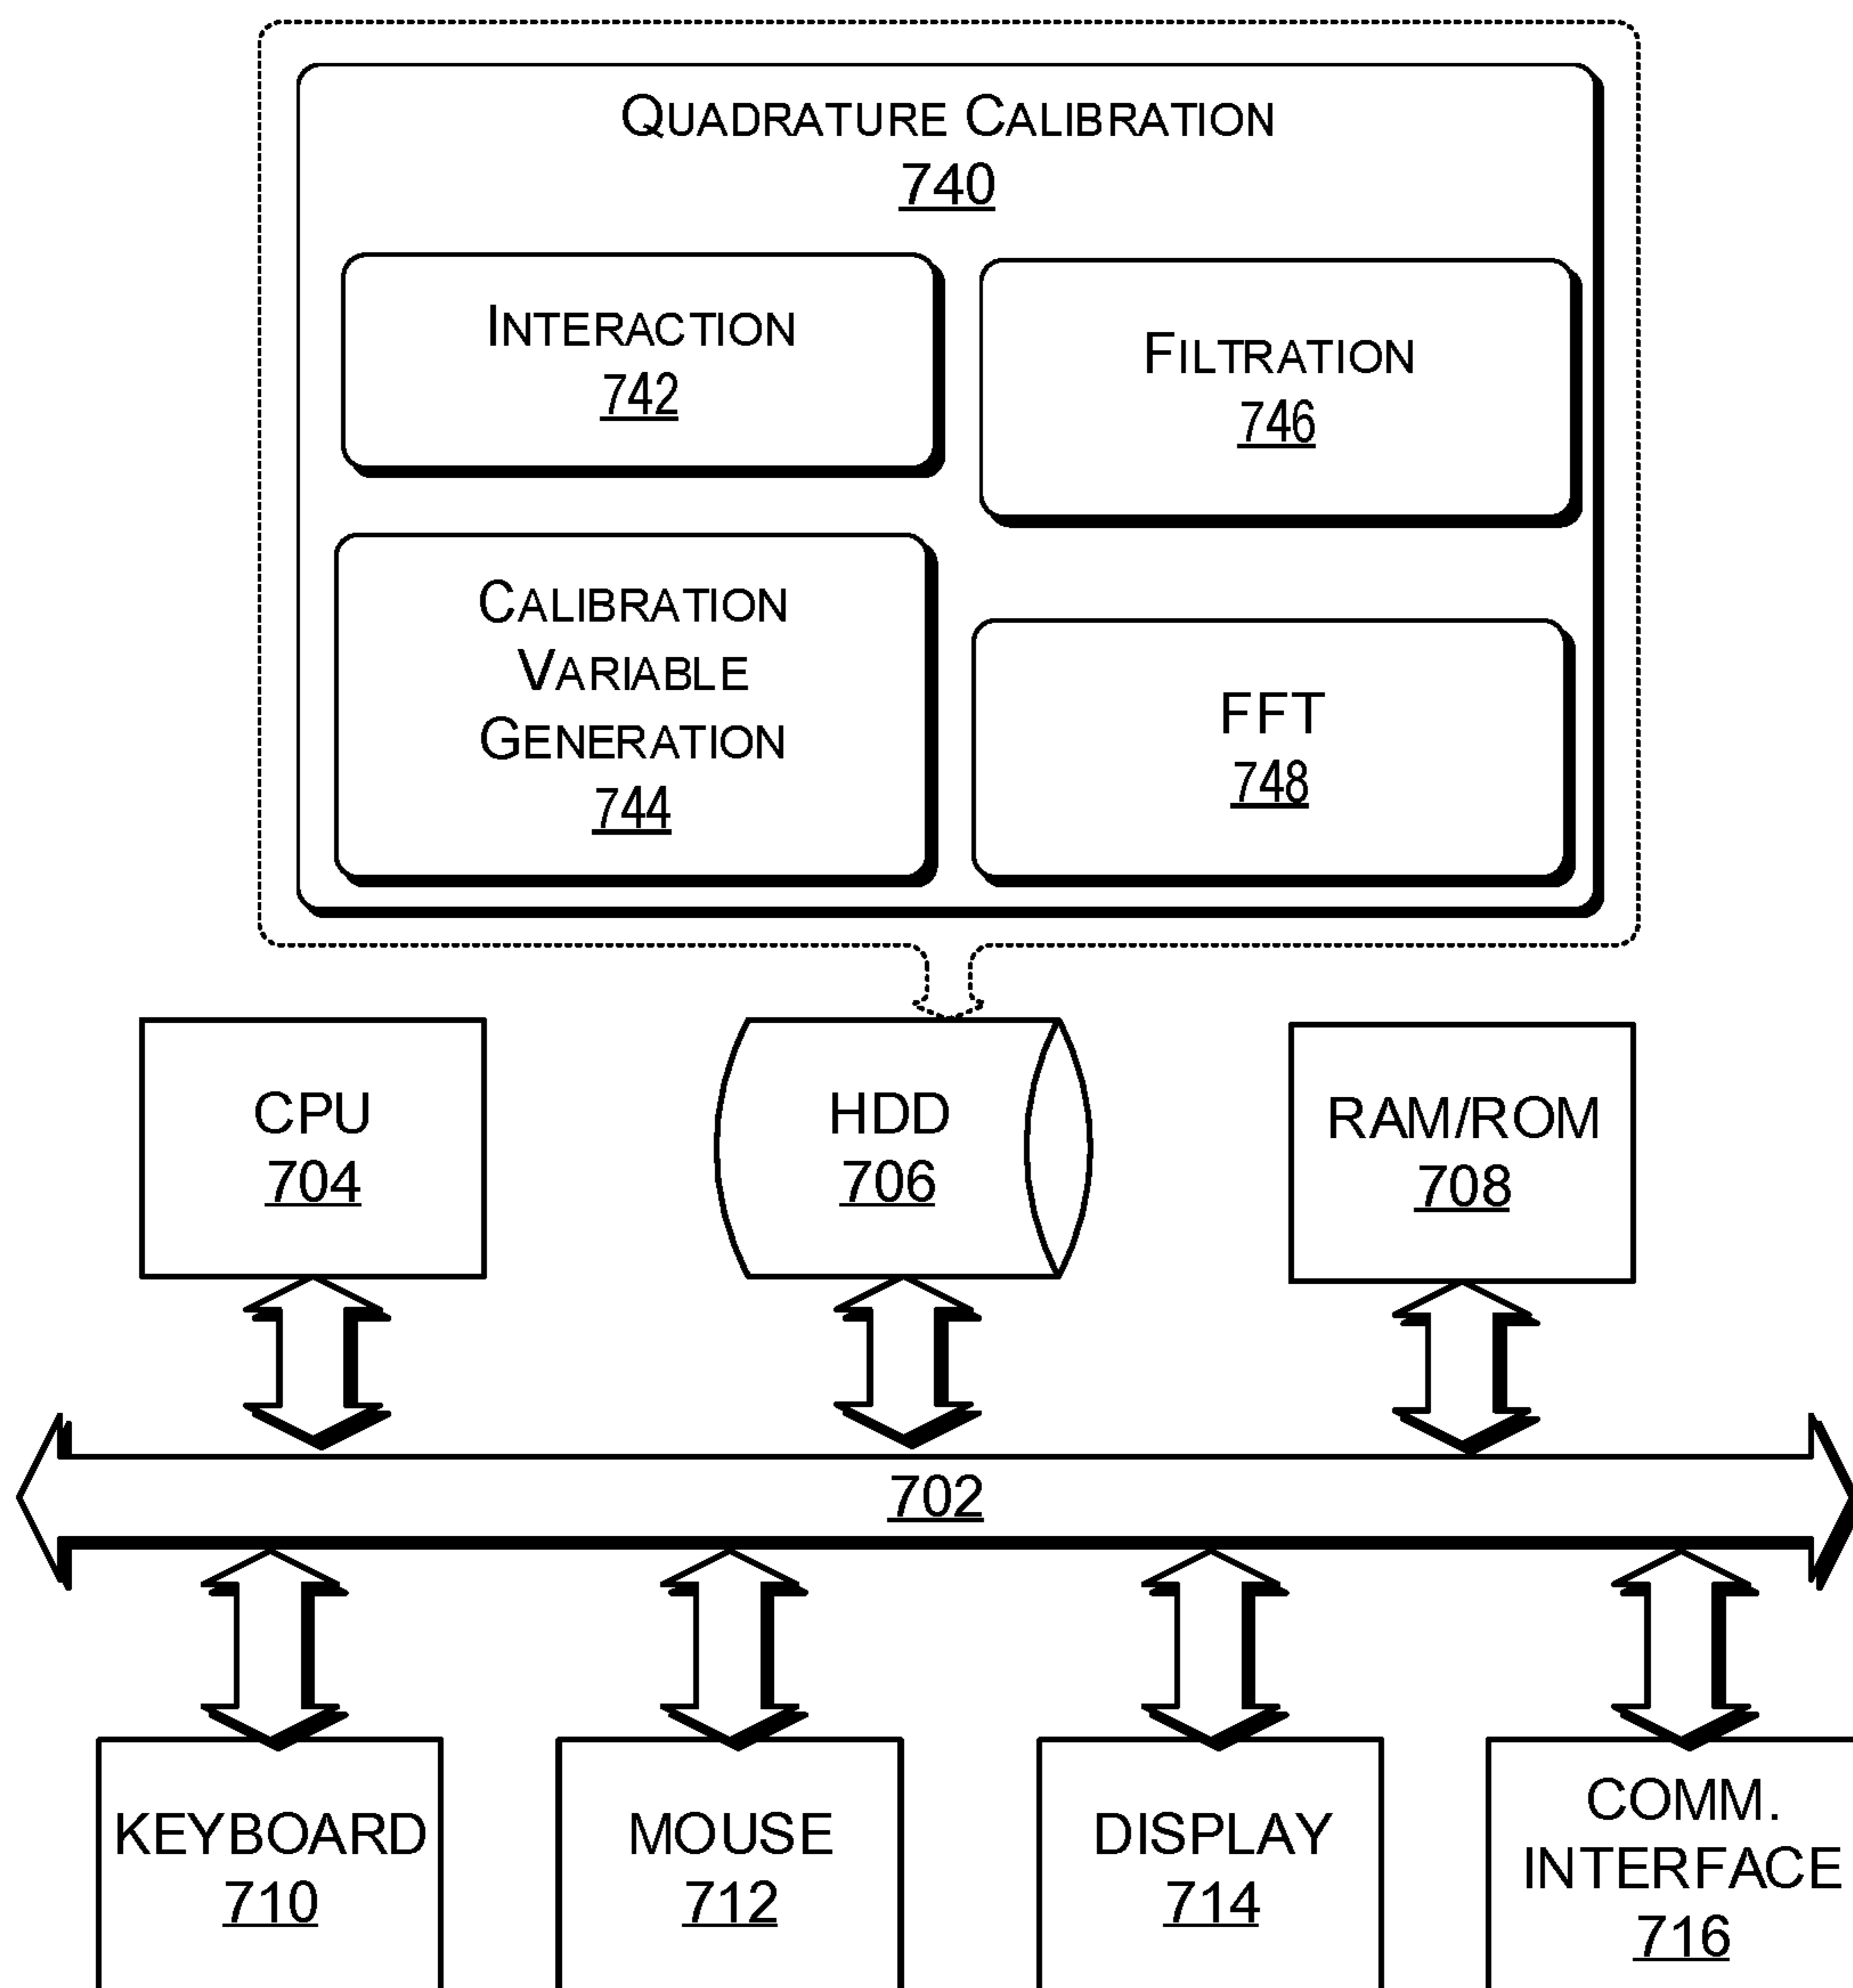 QUADRATURE CALIBRATION
740
INTERACTION
742
FILTRATION
746
CALIBRATION
VARIABLE
GENERATION
744
FFT
748
CPU
704
HDD
706
RAM/ROM
708
702
KEYBOARD
710
MOUSE
712
DISPLAY
714
COMM.
INTERFACE
716